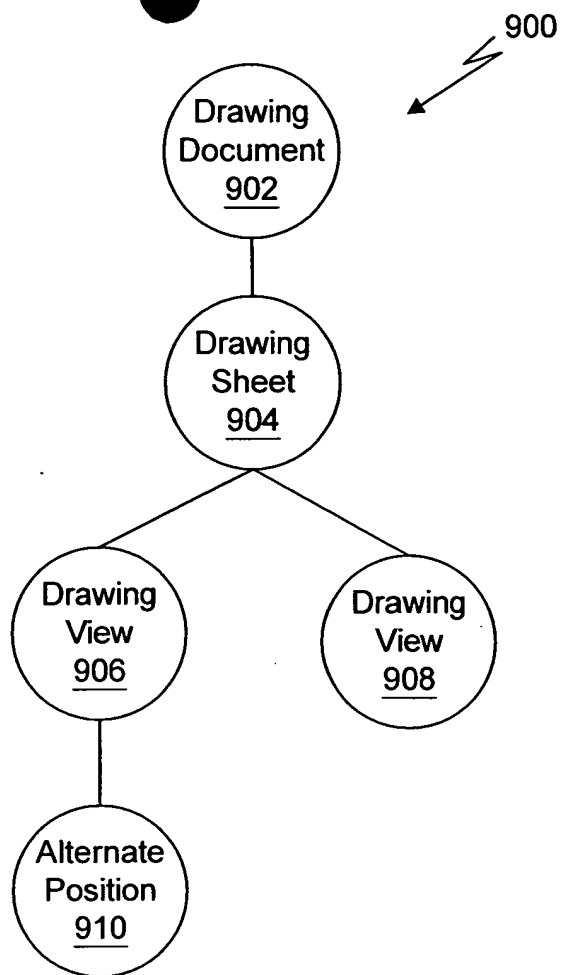 900
Drawing
Document
902
Drawing
Sheet
904
Drawing
View
906
Drawing
View
908
Alternate
Position
910